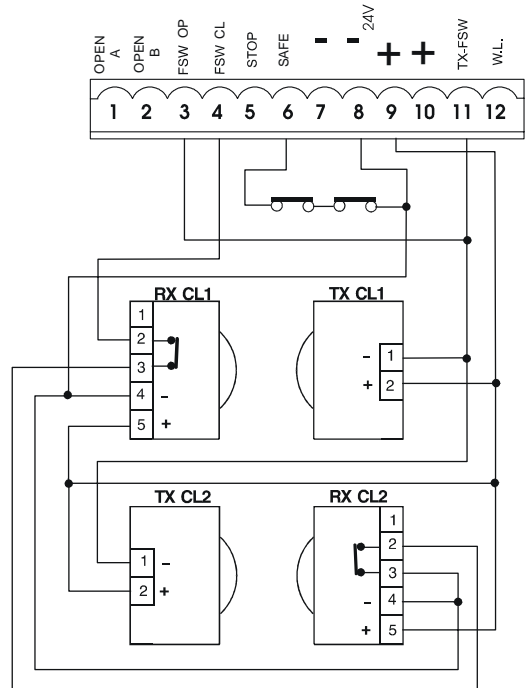 OPEN A
OPEN B
FSW OP
FSW CL
STOP
SAFE
- - 24V
+ +
TX-FSW
W.L.
1 2 3 4 5 6 7 8 9 10 11 12
RX CL1
1
2
3
4 -
5 +
TX CL1
- 1
+ 2
TX CL2
1 -
2 +
RX CL2
1
2
3
- 4
+ 5